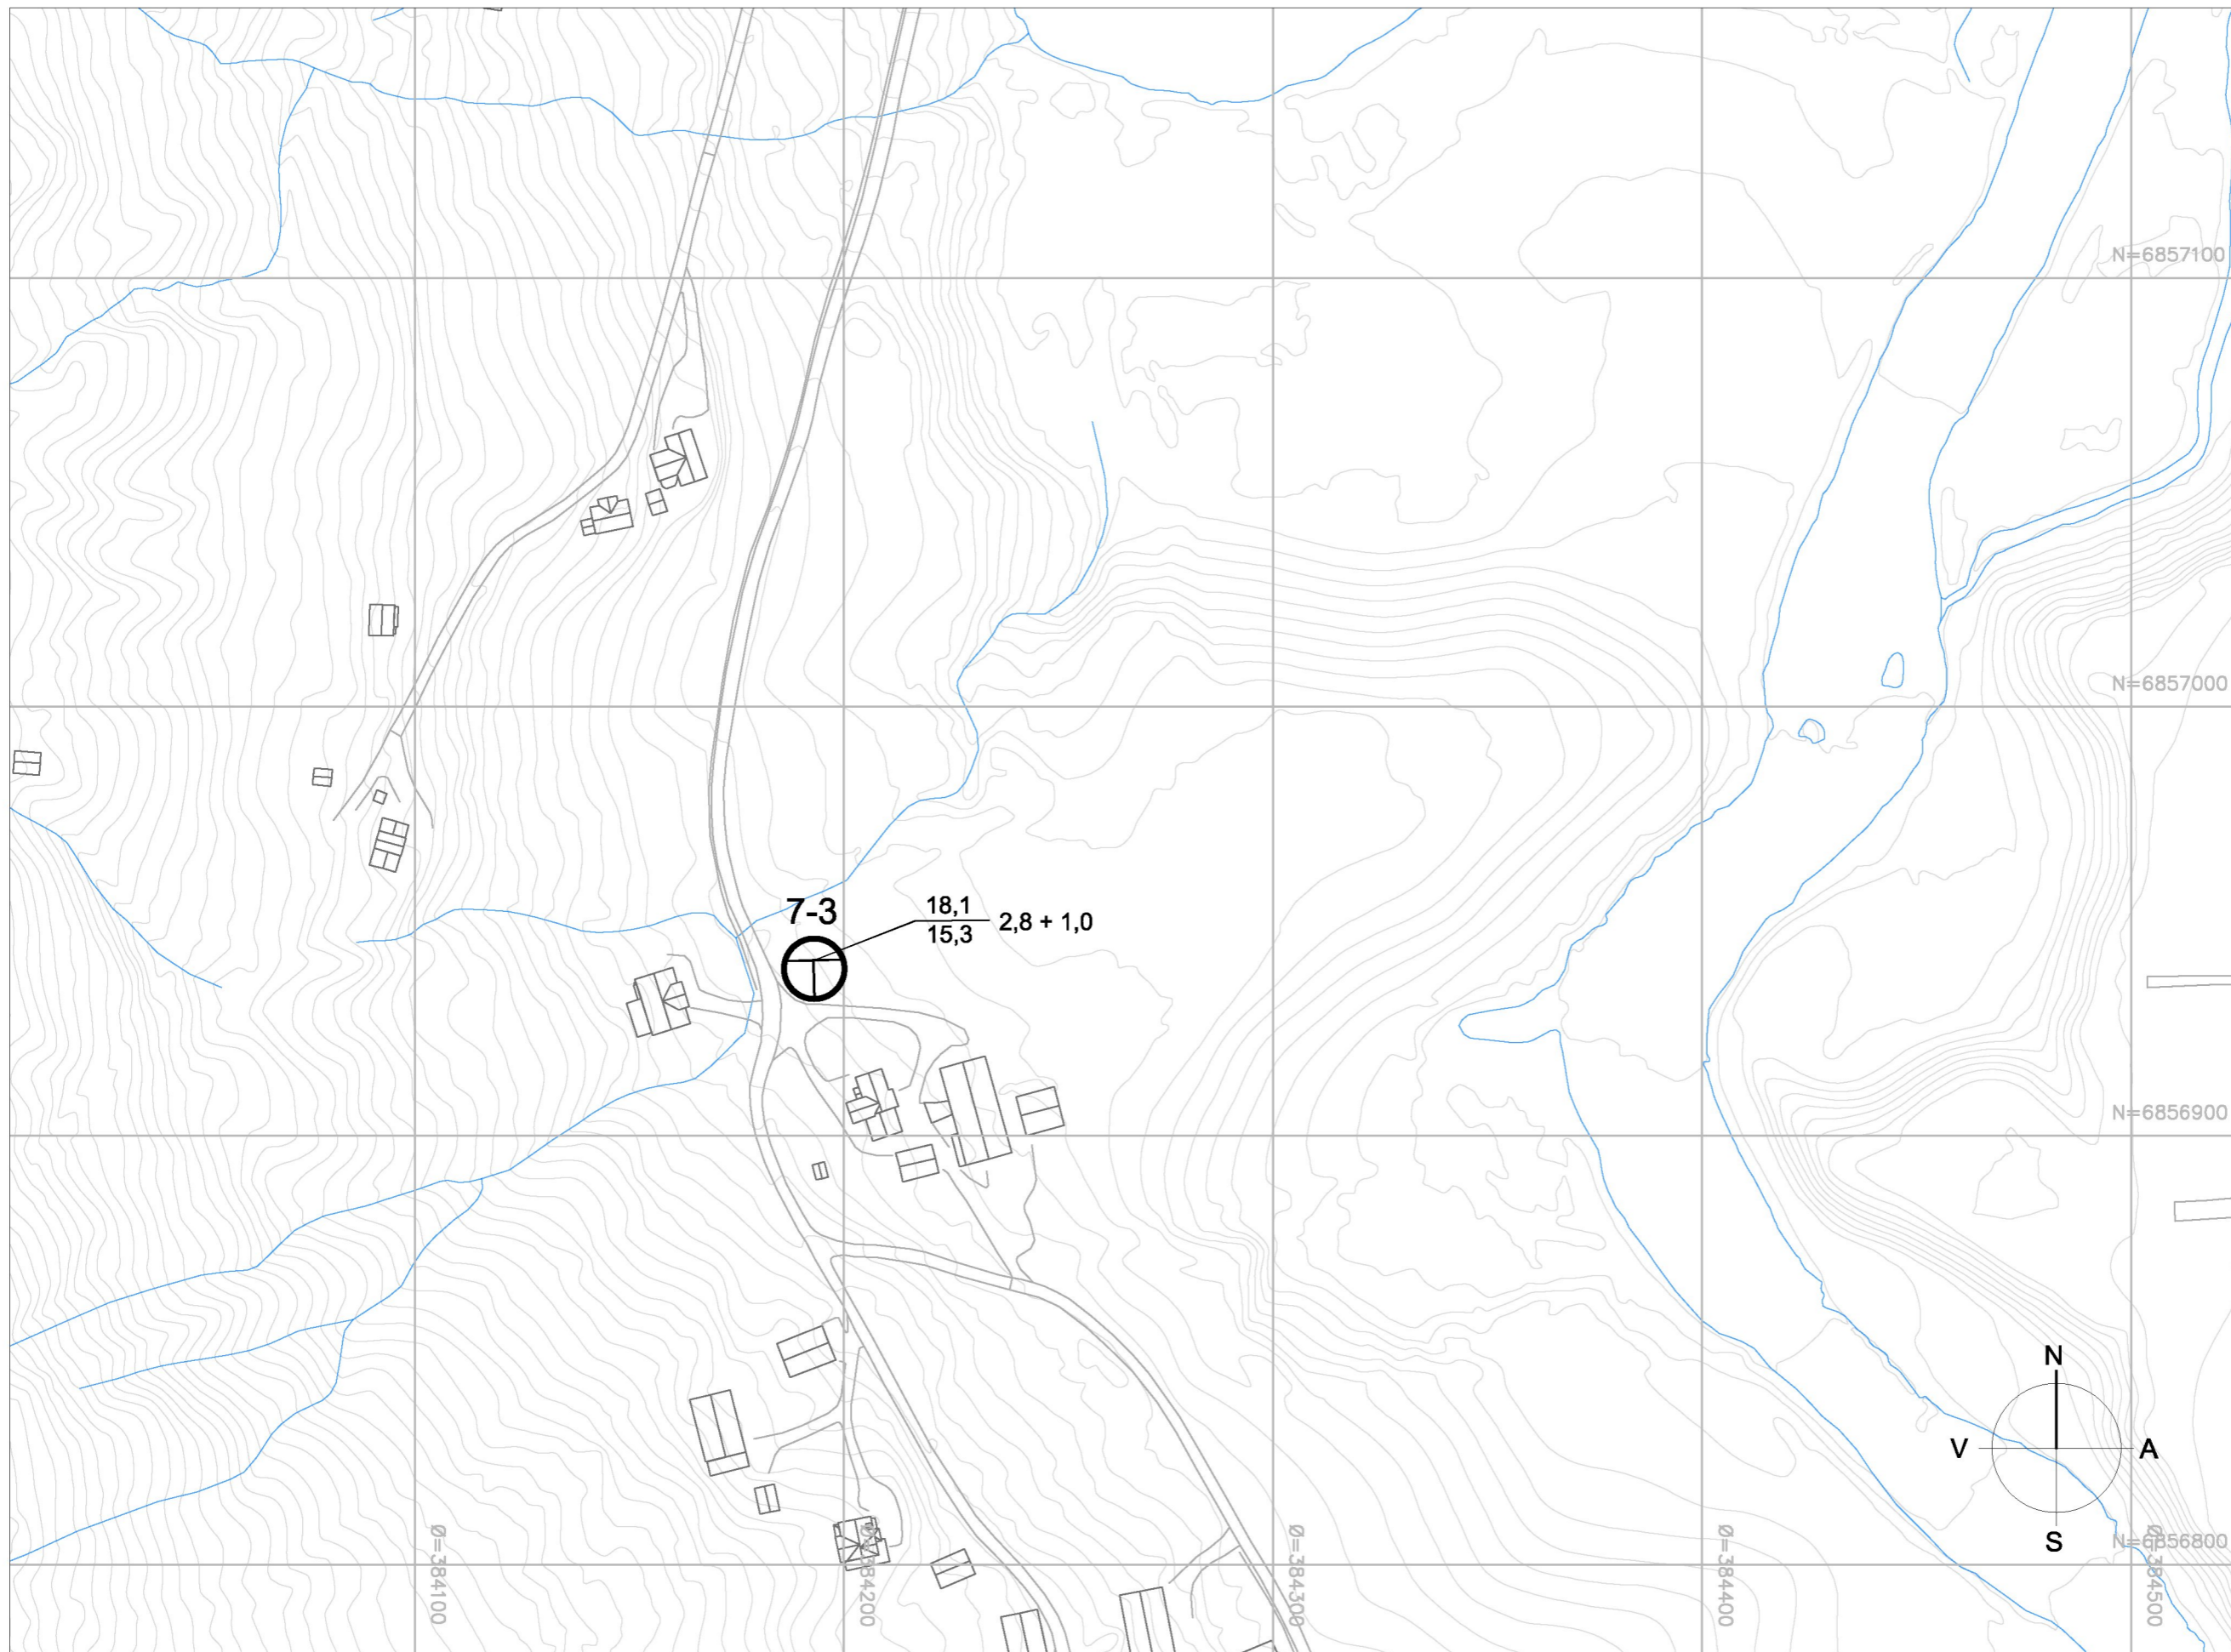 N=6857100
N=6857000
7-3
18,1
15,3
2,8 + 1,0
N=6856900
N
V
A
S
N=6856800
Ø=384100
Ø=384200
Ø=384300
Ø=384400
Ø=384500